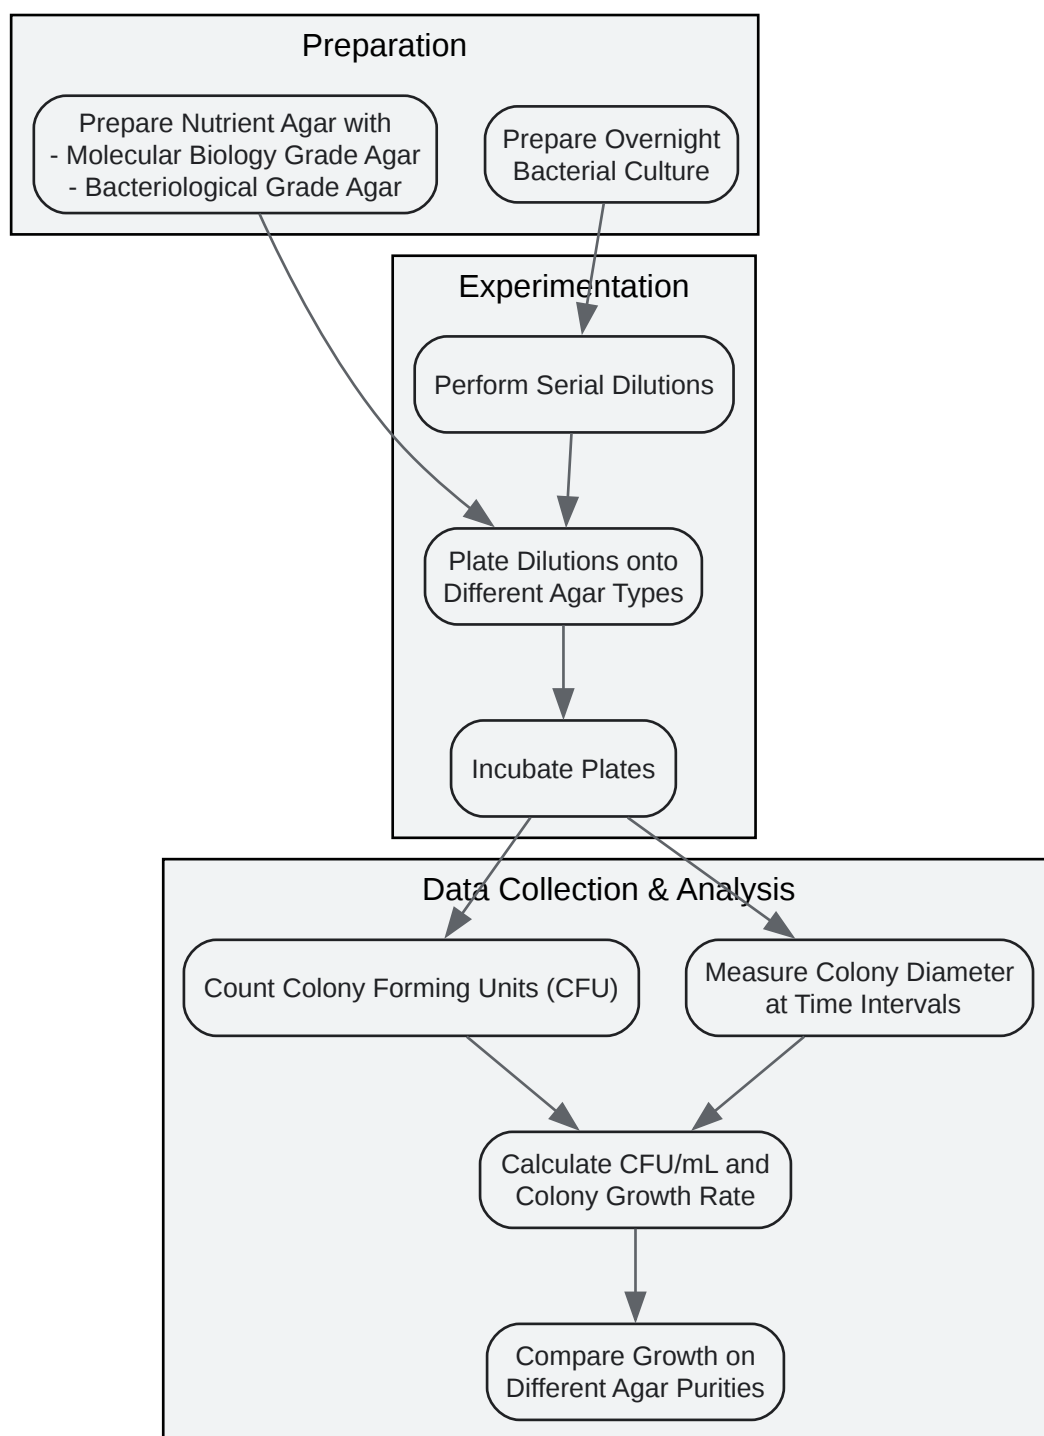 Preparation
Prepare Nutrient Agar with
- Molecular Biology Grade Agar
- Bacteriological Grade Agar
Prepare Overnight
Bacterial Culture
Experimentation
Perform Serial Dilutions
Plate Dilutions onto
Different Agar Types
Incubate Plates
Data Collection & Analysis
Count Colony Forming Units (CFU)
Measure Colony Diameter
at Time Intervals
Calculate CFU/mL and
Colony Growth Rate
Compare Growth on
Different Agar Purities